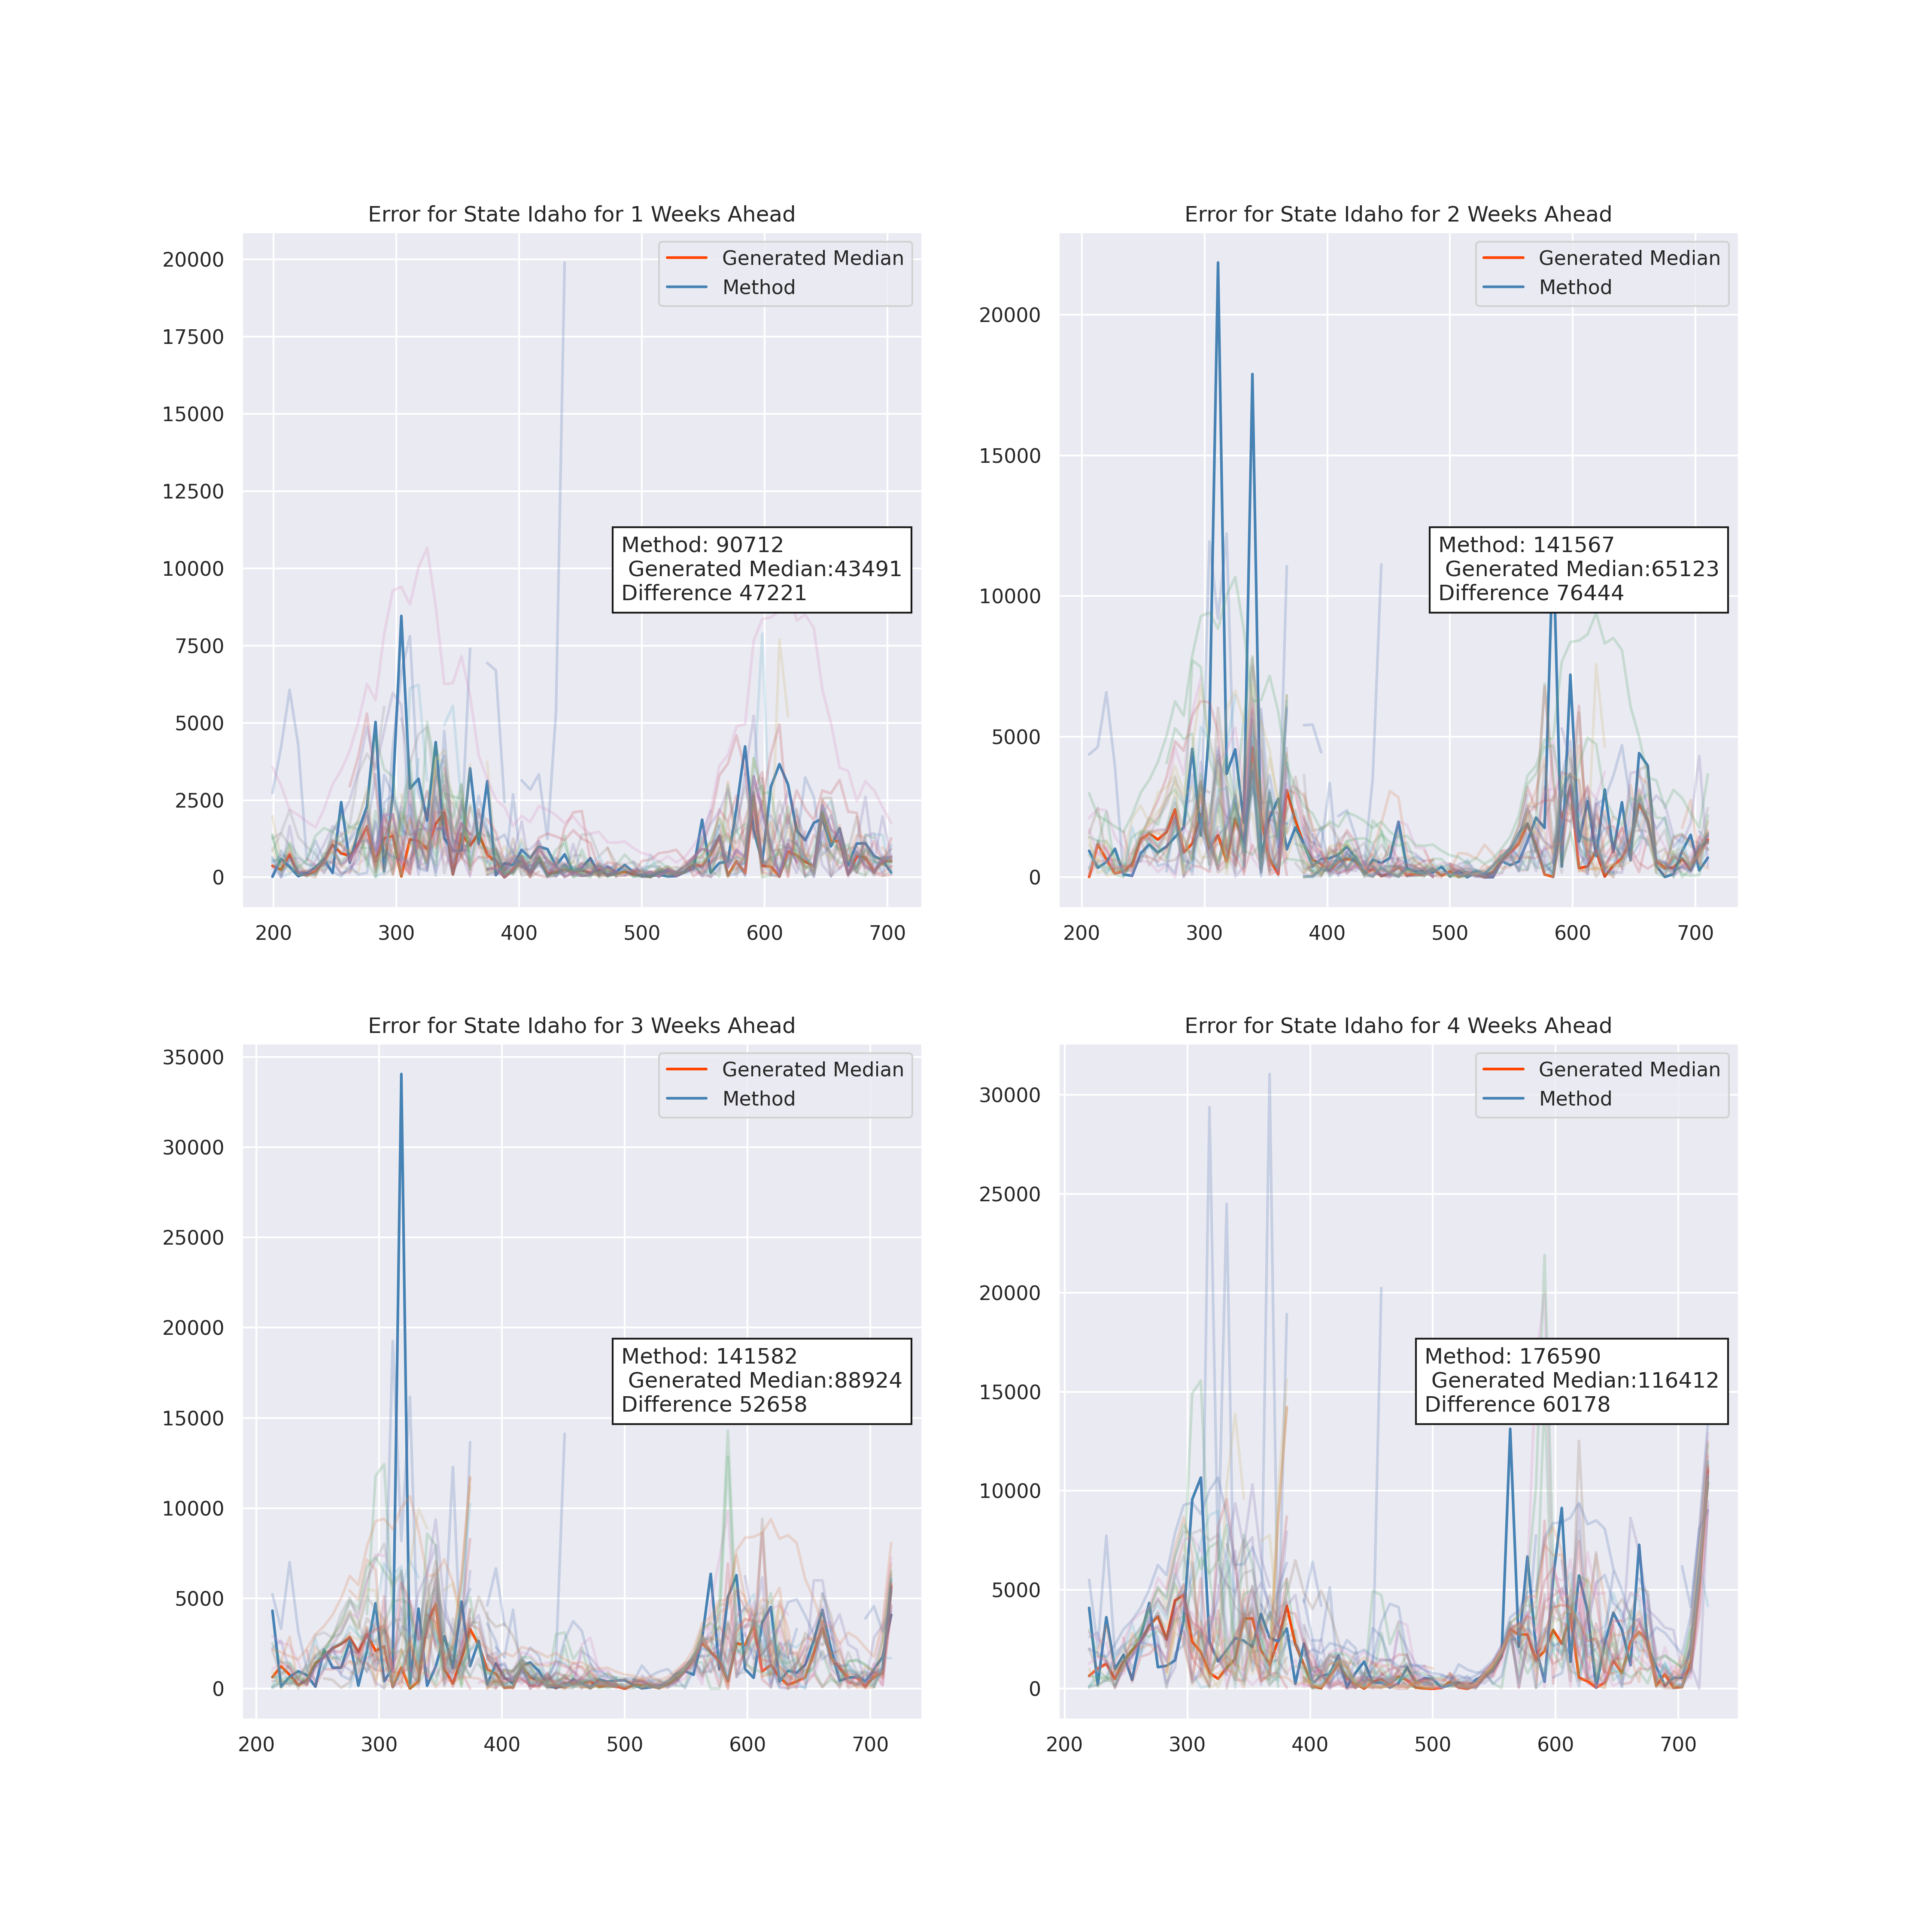 Error for State Idaho for 1 Weeks Ahead
20000
17500
15000
12500
10000
7500
5000
2500
0
200 300 400 500 600 700
Generated Median
Method
Method: 90712
Generated Median:43491
Difference 47221
Error for State Idaho for 2 Weeks Ahead
20000
15000
10000
5000
0
200 300 400 500 600 700
Generated Median
Method
Method: 141567
Generated Median:65123
Difference 76444
Error for State Idaho for 3 Weeks Ahead
35000
30000
25000
20000
15000
10000
5000
0
200 300 400 500 600 700
Generated Median
Method
Method: 141582
Generated Median:88924
Difference 52658
Error for State Idaho for 4 Weeks Ahead
30000
25000
20000
15000
10000
5000
0
200 300 400 500 600 700
Generated Median
Method
Method: 176590
Generated Median:116412
Difference 60178